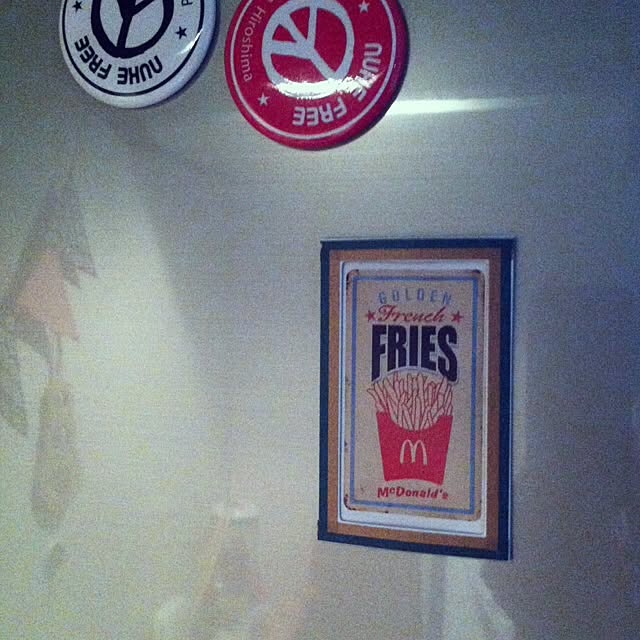 NUKE FREE
Hiroshima
NUKE FREE
GOLDEN
French
FRIES
M
McDonald's